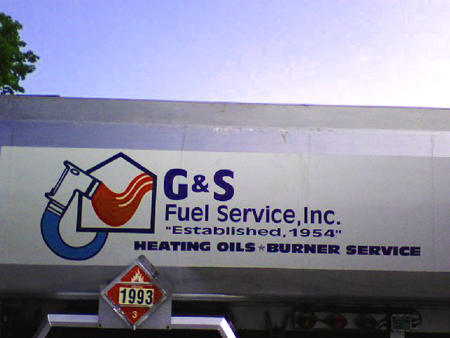 G&S
Fuel Service, Inc.
"Established, 1954"
HEATING OILS * BURNER SERVICE
1993
3